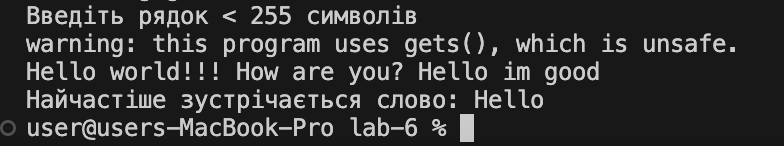 Введіть рядок < 255 символів
warning: this program uses gets(), which is unsafe.
Hello world!!! How are you? Hello im good
Найчастіше зустрічається слово: Hello
user@users-MacBook-Pro lab-6 %